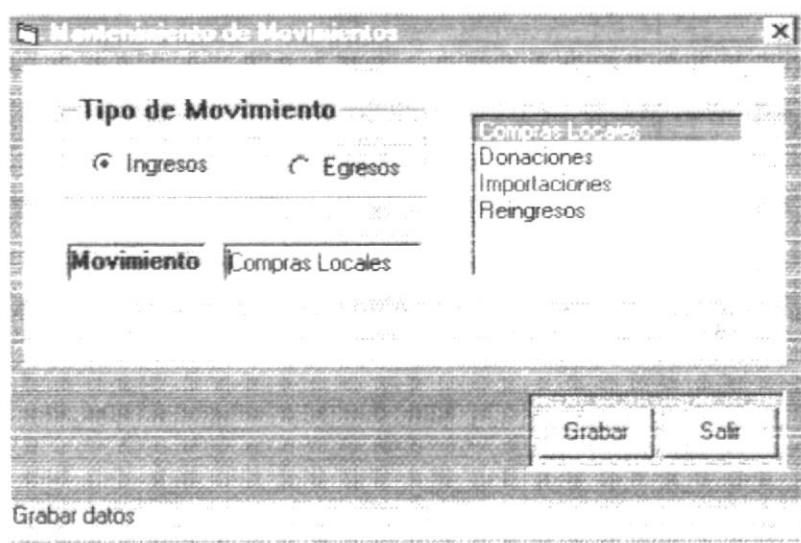 Mantenimiento de Movimientos
Tipo de Movimiento
Ingresos
Egresos
Movimiento
Compras Locales
Compras Locales
Donaciones
Importaciones
Reingresos
Grabar
Salir
Grabar datos